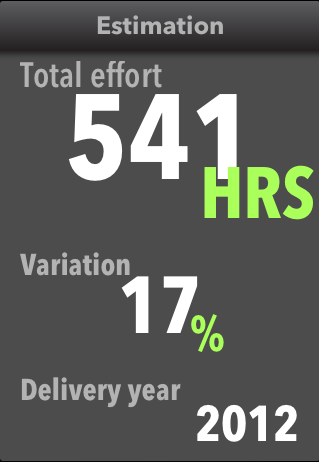 Estimation
Total effort
541
HRS
Variation
17
%
Delivery year
2012